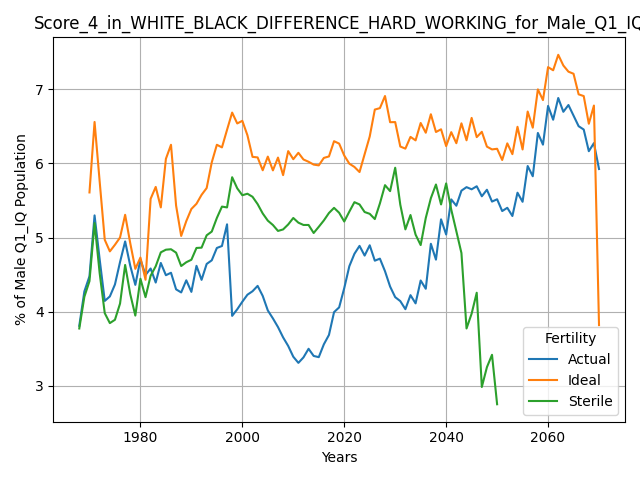 Score_4_in_WHITE_BLACK_DIFFERENCE_HARD_WORKING_for_Male_Q1_IQ
% of Male Q1_IQ Population
7
6
5
4
3
Fertility
Actual
Ideal
Sterile
1980 2000 2020 2040 2060
Years